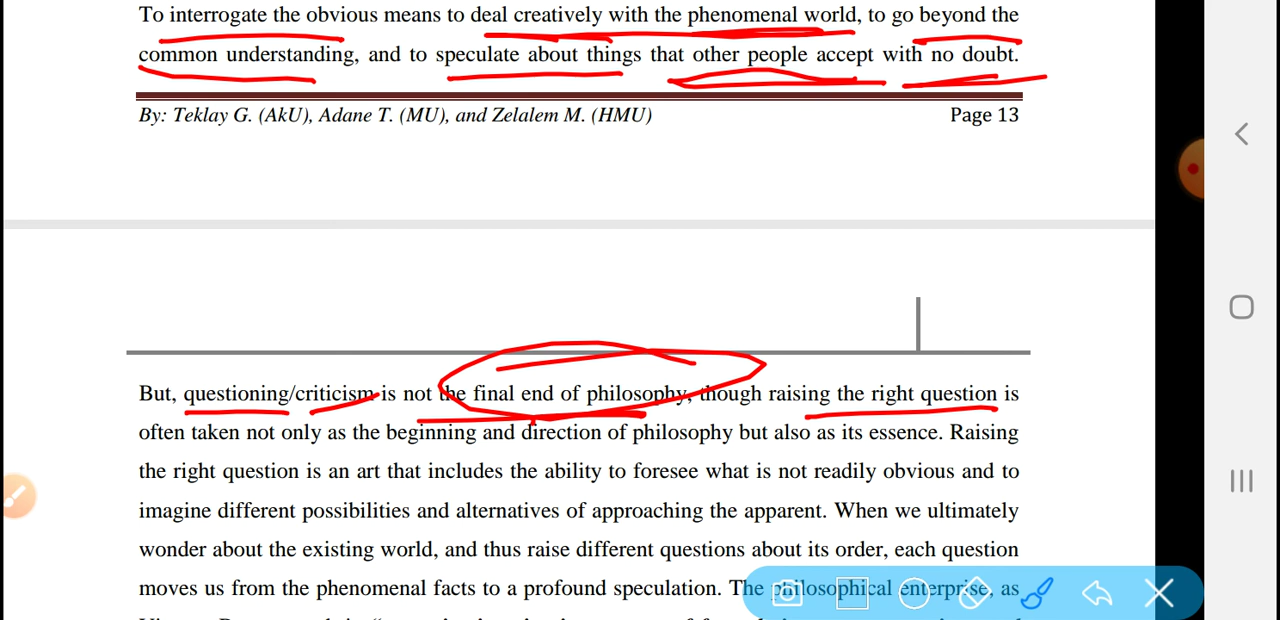 To interrogate the obvious means to deal creatively with the phenomenal world, to go beyond the
common understanding, and to speculate about things that other people accept with no doubt.
By: Teklay G. (AkU), Adane T. (MU), and Zelalem M. (HMU) Page 13
But, questioning/criticism is not the final end of philosophy, though raising the right question is
often taken not only as the beginning and direction of philosophy but also as its essence. Raising
the right question is an art that includes the ability to foresee what is not readily obvious and to
imagine different possibilities and alternatives of approaching the apparent. When we ultimately
wonder about the existing world, and thus raise different questions about its order, each question
moves us from the phenomenal facts to a profound speculation. The philosophical enterprise, as